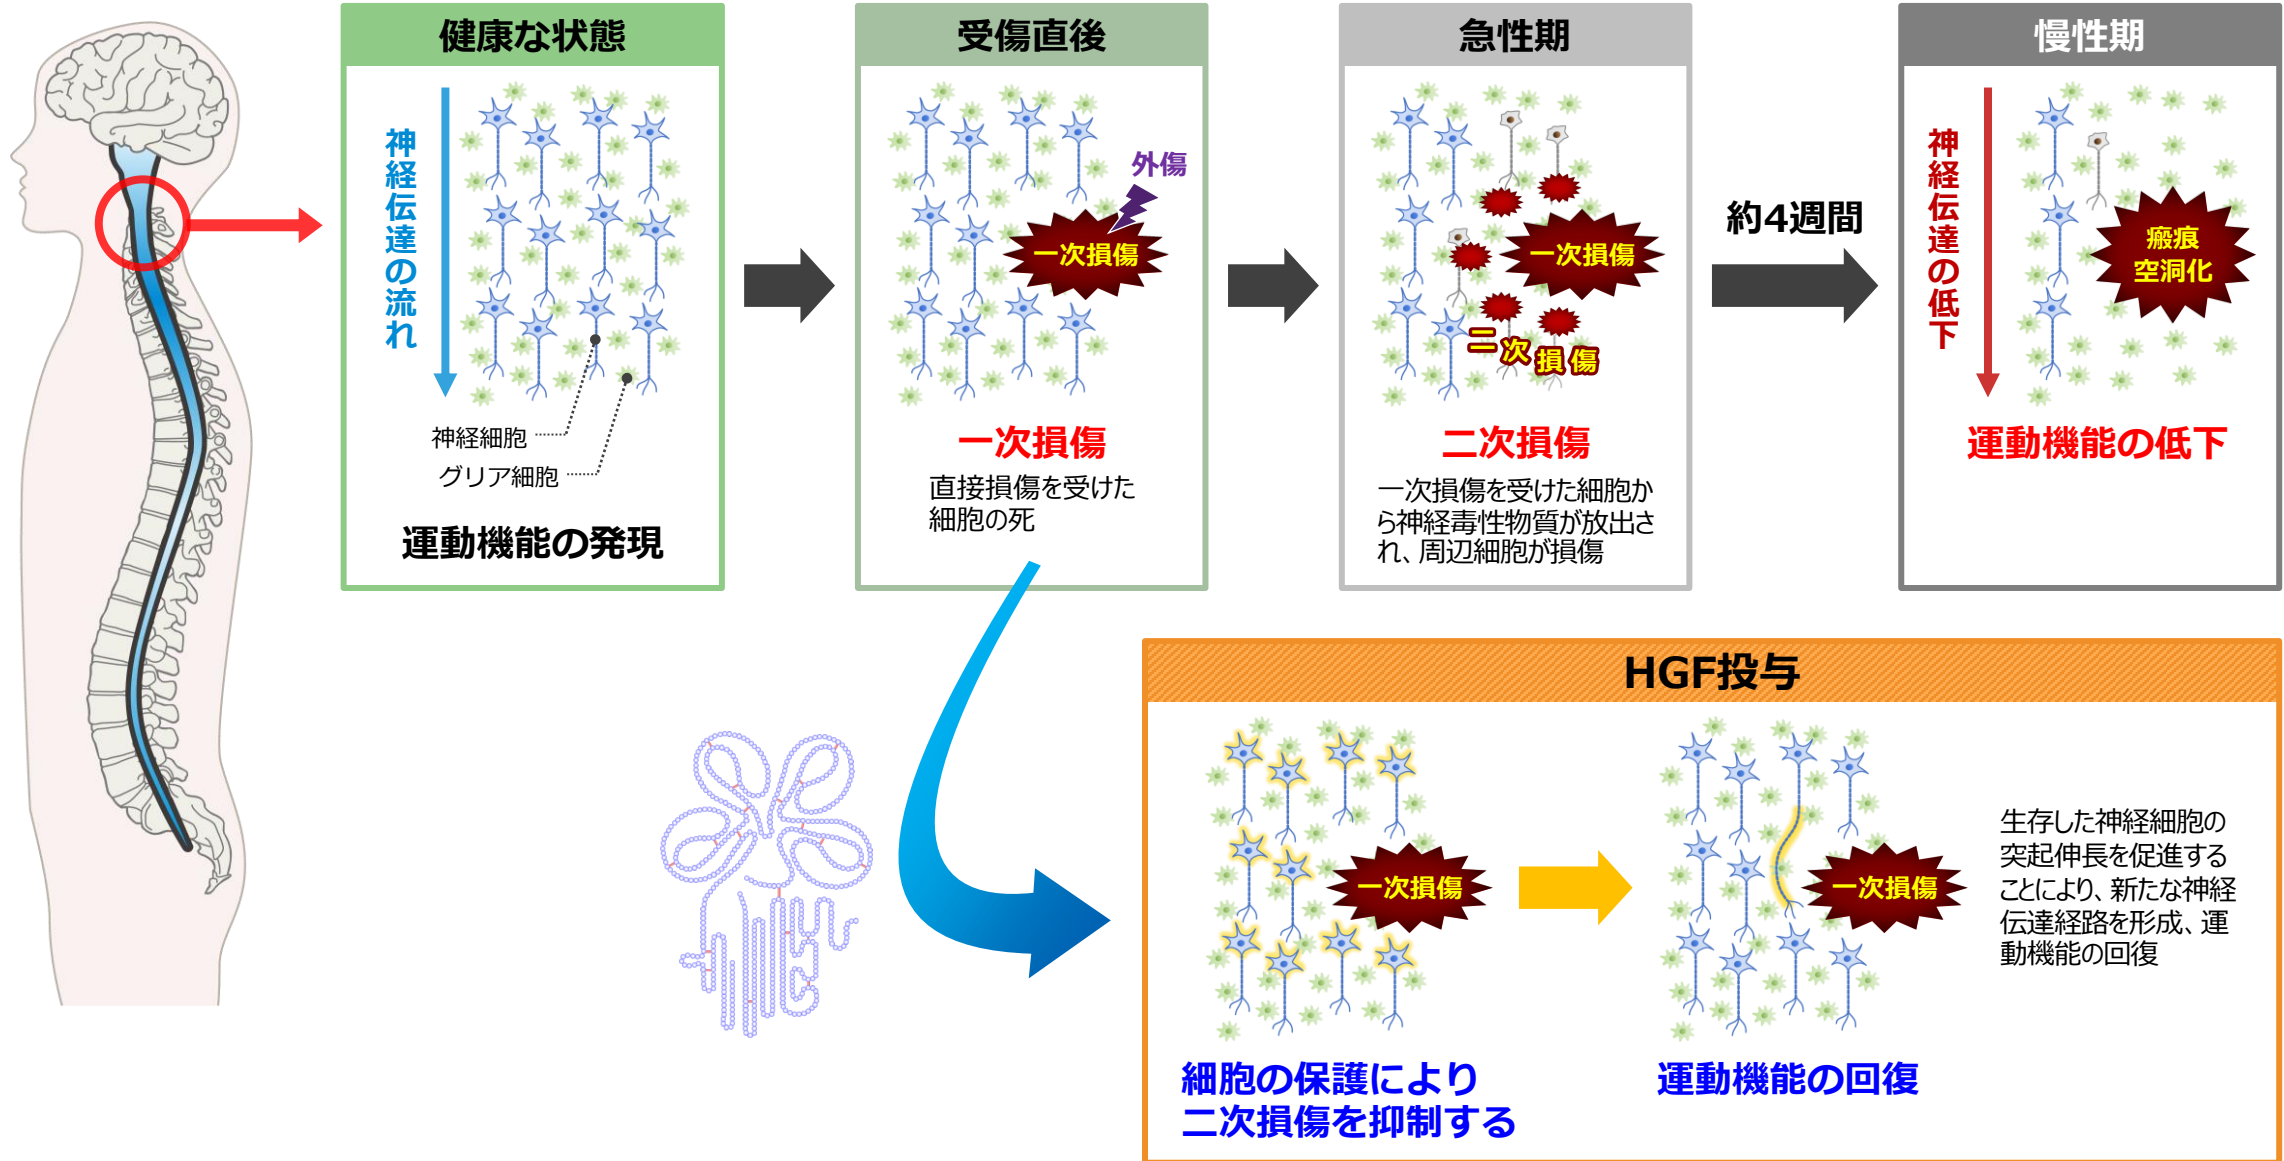 健康な状態
神経伝達の流れ
神経細胞
グリア細胞
運動機能の発現
受傷直後
外傷
一次損傷
一次損傷
直接損傷を受けた
細胞の死
急性期
一次損傷
二次損傷
二次損傷
一次損傷を受けた細胞か
ら神経毒性物質が放出さ
れ、周辺細胞が損傷
約4週間
慢性期
神経伝達の低下
瘢痕
空洞化
運動機能の低下
HGF投与
一次損傷
細胞の保護により
二次損傷を抑制する
一次損傷
運動機能の回復
生存した神経細胞の
突起伸長を促進する
ことにより、新たな神経
伝達経路を形成、運
動機能の回復